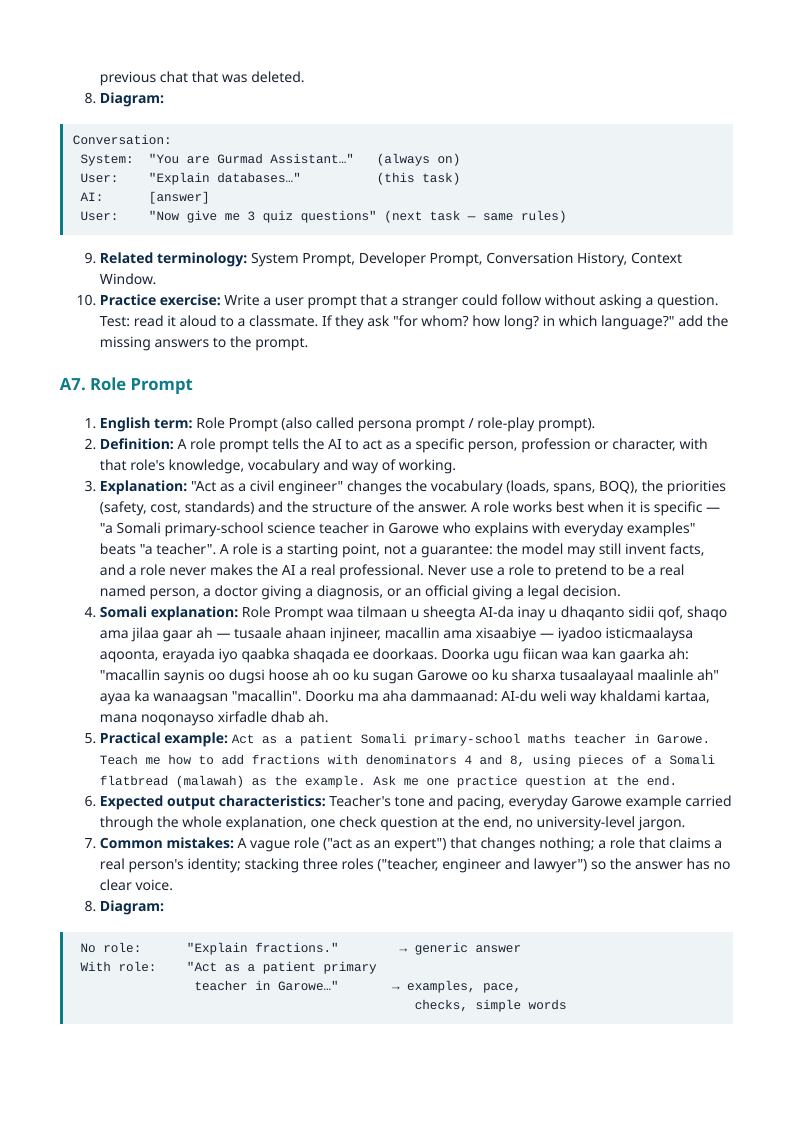 previous chat that was deleted.
8. Diagram:
Conversation:
System: "You are Gurmad Assistant…" (always on)
User: "Explain databases…" (this task)
AI: [answer]
User: "Now give me 3 quiz questions" (next task — same rules)
9. Related terminology: System Prompt, Developer Prompt, Conversation History, Context
Window.
10. Practice exercise: Write a user prompt that a stranger could follow without asking a question.
Test: read it aloud to a classmate. If they ask "for whom? how long? in which language?" add the
missing answers to the prompt.
A7. Role Prompt
1. English term: Role Prompt (also called persona prompt / role-play prompt).
2. Definition: A role prompt tells the AI to act as a specific person, profession or character, with
that role's knowledge, vocabulary and way of working.
3. Explanation: "Act as a civil engineer" changes the vocabulary (loads, spans, BOQ), the priorities
(safety, cost, standards) and the structure of the answer. A role works best when it is specific —
"a Somali primary-school science teacher in Garowe who explains with everyday examples"
beats "a teacher". A role is a starting point, not a guarantee: the model may still invent facts,
and a role never makes the AI a real professional. Never use a role to pretend to be a real
named person, a doctor giving a diagnosis, or an official giving a legal decision.
4. Somali explanation: Role Prompt waa tilmaan u sheegta AI-da inay u dhaqanto sidii qof, shaqo
ama jilaa gaar ah — tusaale ahaan injineer, macallin ama xisaabiye — iyadoo isticmaalaysa
aqoonta, erayada iyo qaabka shaqada ee doorkaas. Doorka ugu fiican waa kan gaarka ah:
"macallin saynis oo dugsi hoose ah oo ku sugan Garowe oo ku sharxa tusaalayaal maalinle ah"
ayaa ka wanaagsan "macallin". Doorku ma aha dammaanad: AI-du weli way khaldami kartaa,
mana noqonayso xirfadle dhab ah.
5. Practical example: Act as a patient Somali primary-school maths teacher in Garowe.
Teach me how to add fractions with denominators 4 and 8, using pieces of a Somali
flatbread (malawah) as the example. Ask me one practice question at the end.
6. Expected output characteristics: Teacher's tone and pacing, everyday Garowe example carried
through the whole explanation, one check question at the end, no university-level jargon.
7. Common mistakes: A vague role ("act as an expert") that changes nothing; a role that claims a
real person's identity; stacking three roles ("teacher, engineer and lawyer") so the answer has no
clear voice.
8. Diagram:
No role: "Explain fractions." → generic answer
With role: "Act as a patient primary
teacher in Garowe…" → examples, pace,
checks, simple words